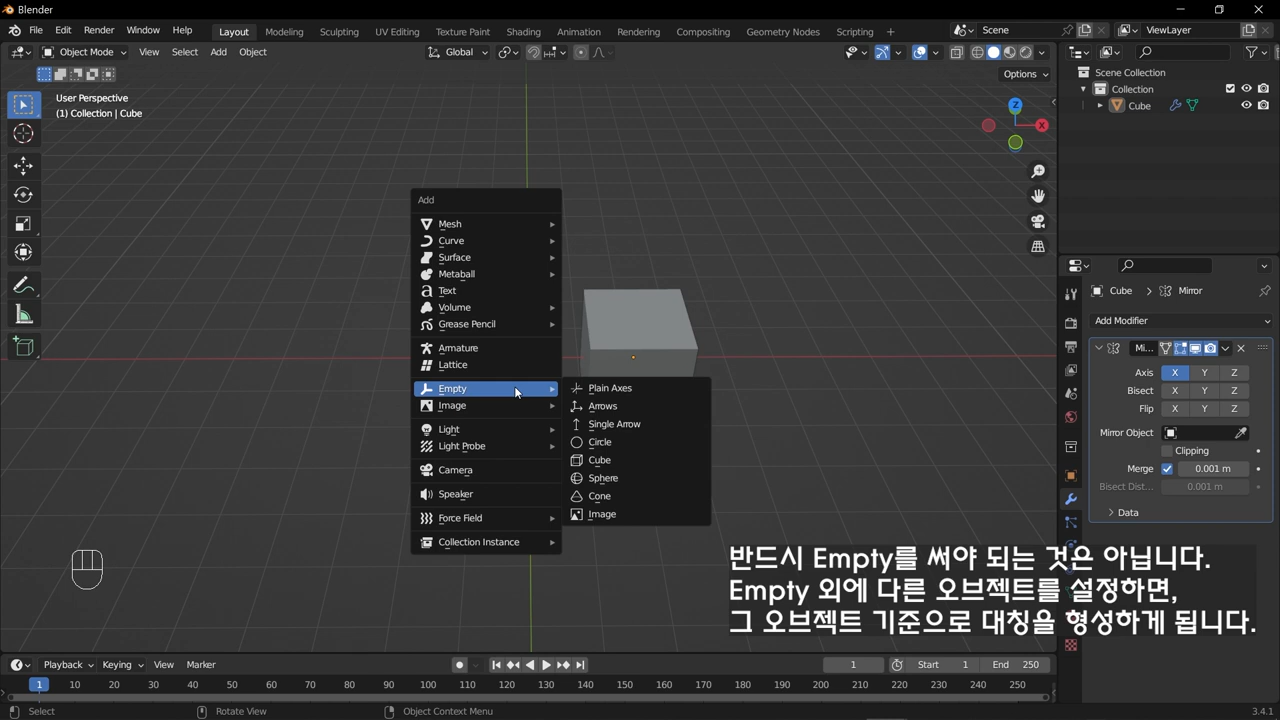 Blender
File Edit Render Window Help
Layout Modeling Sculpting UV Editing Texture Paint Shading Animation Rendering Compositing Geometry Nodes Scripting
Scene
ViewLayer
Object Mode View Select Add Object
Global
Options
User Perspective
(1) Collection | Cube
Z
X
Scene Collection
Collection
Cube
Add
Mesh
Curve
Surface
Metaball
Text
Volume
Grease Pencil
Armature
Lattice
Empty
Image
Light
Light Probe
Camera
Speaker
Force Field
Collection Instance
Plain Axes
Arrows
Single Arrow
Circle
Cube
Sphere
Cone
Image
Cube Mirror
Add Modifier
Mi...
Axis X Y Z
Bisect X Y Z
Flip X Y Z
Mirror Object
Clipping
Merge 0.001 m
Bisect Dist... 0.001 m
Data
반드시 Empty를 써야 되는 것은 아닙니다.
Empty 외에 다른 오브젝트를 설정하면,
그 오브젝트 기준으로 대칭을 형성하게 됩니다.
Playback Keying View Marker
1 Start 1 End 250
1 10 20 30 40 50 60 70 80 90 100 110 120 130 140 150 160 170 180 190 200 210 220 230 240 250
Select Rotate View Object Context Menu 3.4.1